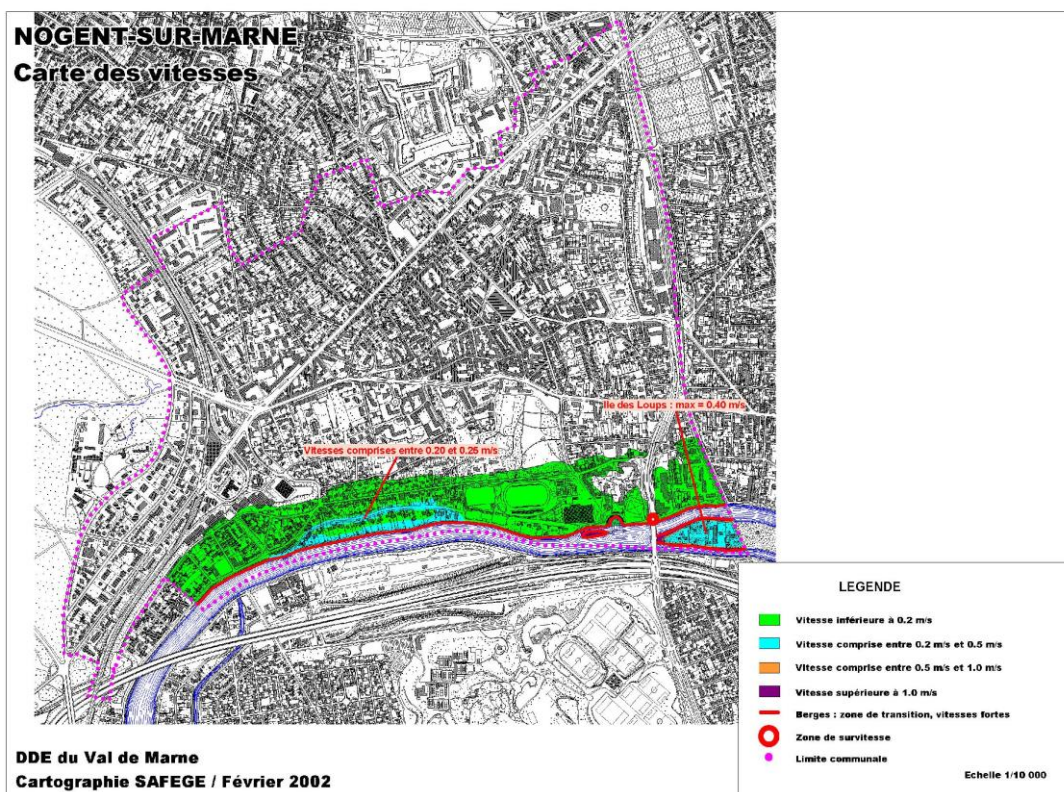 NOGENT-SUR-MARNE
Carte des vitesses
Ile des Loups : max = 0.40 m/s
Vitesses comprises entre 0.20 et 0.25 m/s
LEGENDE
Vitesse inférieure à 0.2 m/s
Vitesse comprise entre 0.2 m/s et 0.5 m/s
Vitesse comprise entre 0.5 m/s et 1.0 m/s
Vitesse supérieure à 1.0 m/s
Berges : zone de transition, vitesses fortes
Zone de survitesse
Limite communale
Echelle 1/10 000
DDE du Val de Marne
Cartographie SAFEGE / Février 2002